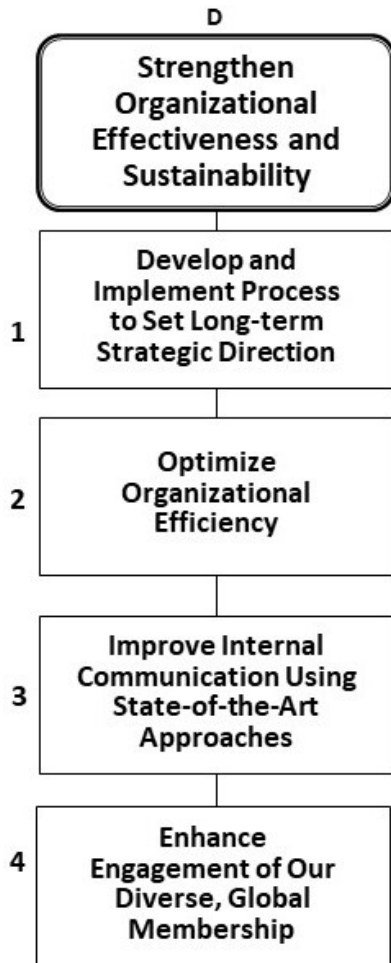 D
Strengthen
Organizational
Effectiveness and
Sustainability
1
Develop and
Implement Process
to Set Long-term
Strategic Direction
2
Optimize
Organizational
Efficiency
3
Improve Internal
Communication Using
State-of-the-Art
Approaches
4
Enhance
Engagement of Our
Diverse, Global
Membership